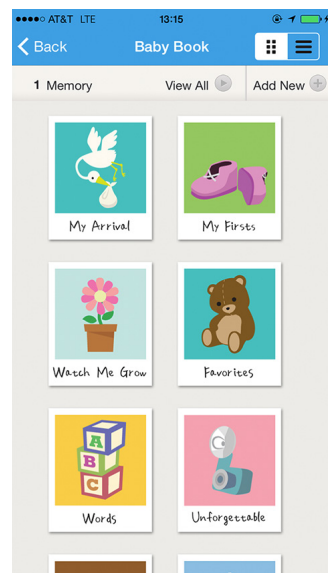 AT&T LTE 13:15
Back Baby Book
1 Memory View All Add New
My Arrival My Firsts
Watch Me Grow Favorites
A
B
C
Words Unforgettable